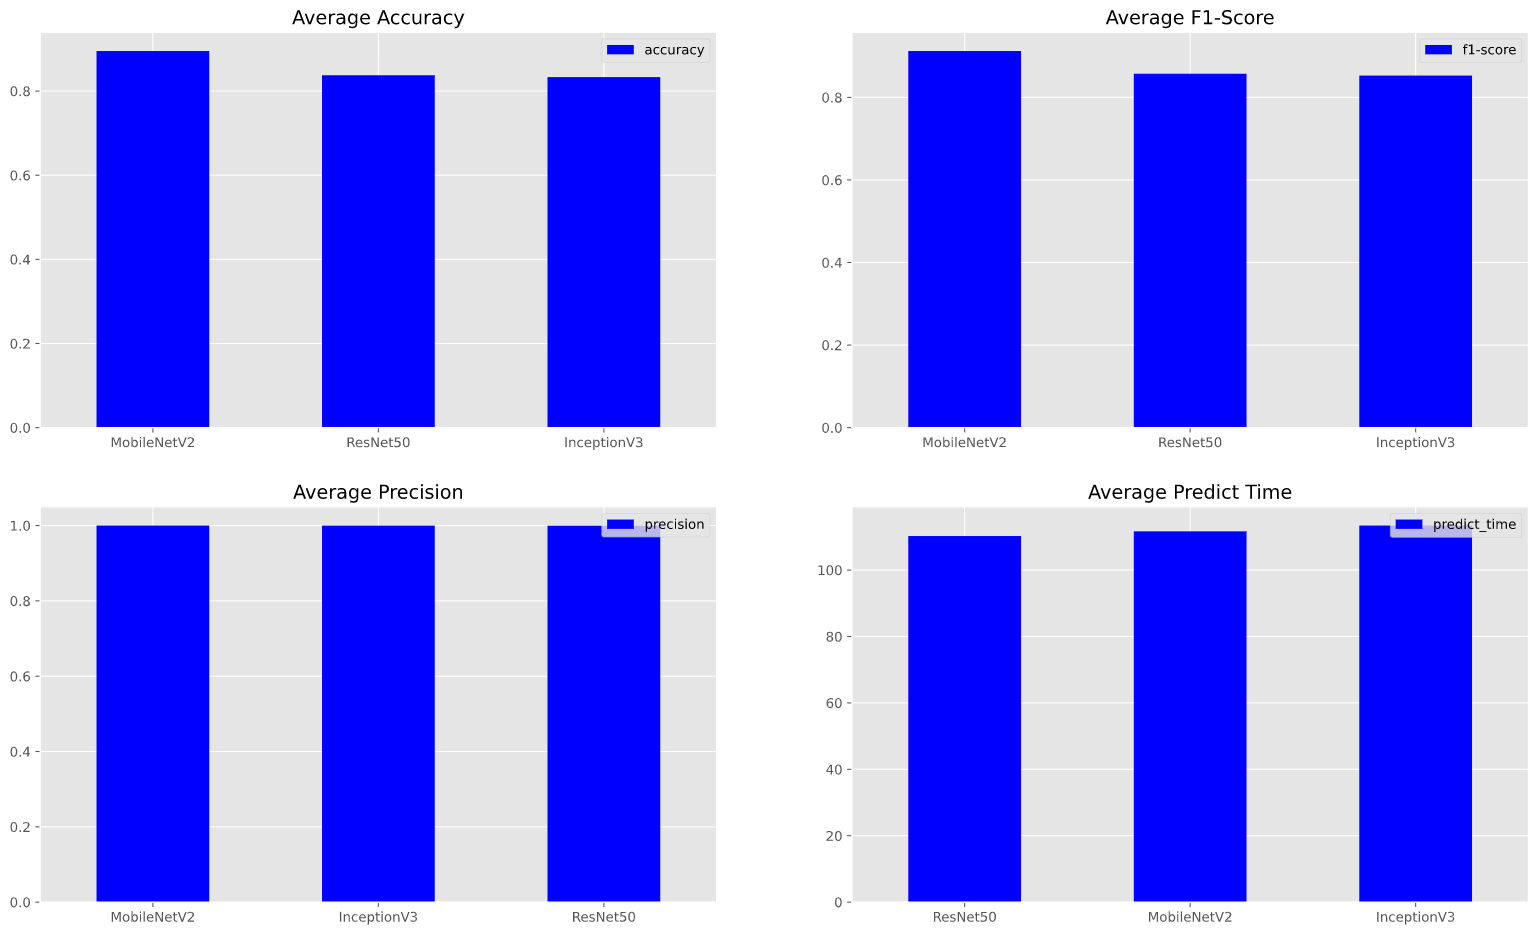 Average Accuracy
accuracy
0.8
0.6
0.4
0.2
0.0
MobileNetV2 ResNet50 InceptionV3
Average F1-Score
f1-score
0.8
0.6
0.4
0.2
0.0
MobileNetV2 ResNet50 InceptionV3
Average Precision
precision
1.0
0.8
0.6
0.4
0.2
0.0
MobileNetV2 InceptionV3 ResNet50
Average Predict Time
predict_time
100
80
60
40
20
0
ResNet50 MobileNetV2 InceptionV3